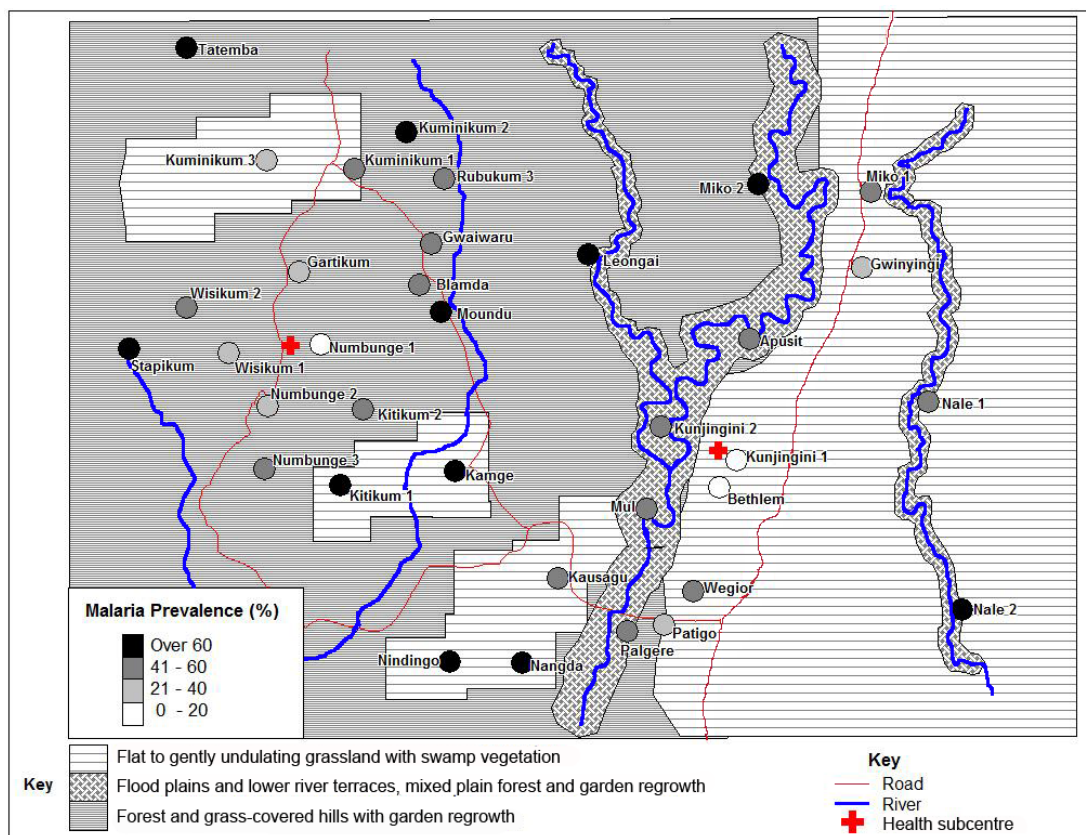 Tatemba
Kuminikum 2
Kuminikum 3
Kuminikum 1
Rubukum 3
Miko 2
Miko 1
Gwaiwaru
Leongai
Gwinyingi
Gartikum
Blamda
Wisikum 2
Moundu
Apusit
Stapikum
Wisikum 1
Numbunge 1
Numbunge 2
Kitikum 2
Nale 1
Kunjingini 2
Kunjingini 1
Numbunge 3
Kitikum 1
Kamge
Bethlem
Mul
Kausagu
Wegior
Nale 2
Patigo
Palgere
Nindingo
Nangda
Malaria Prevalence (%)
Over 60
41 - 60
21 - 40
0 - 20
Key
Flat to gently undulating grassland with swamp vegetation
Flood plains and lower river terraces, mixed plain forest and garden regrowth
Forest and grass-covered hills with garden regrowth
Key
Road
River
Health subcentre